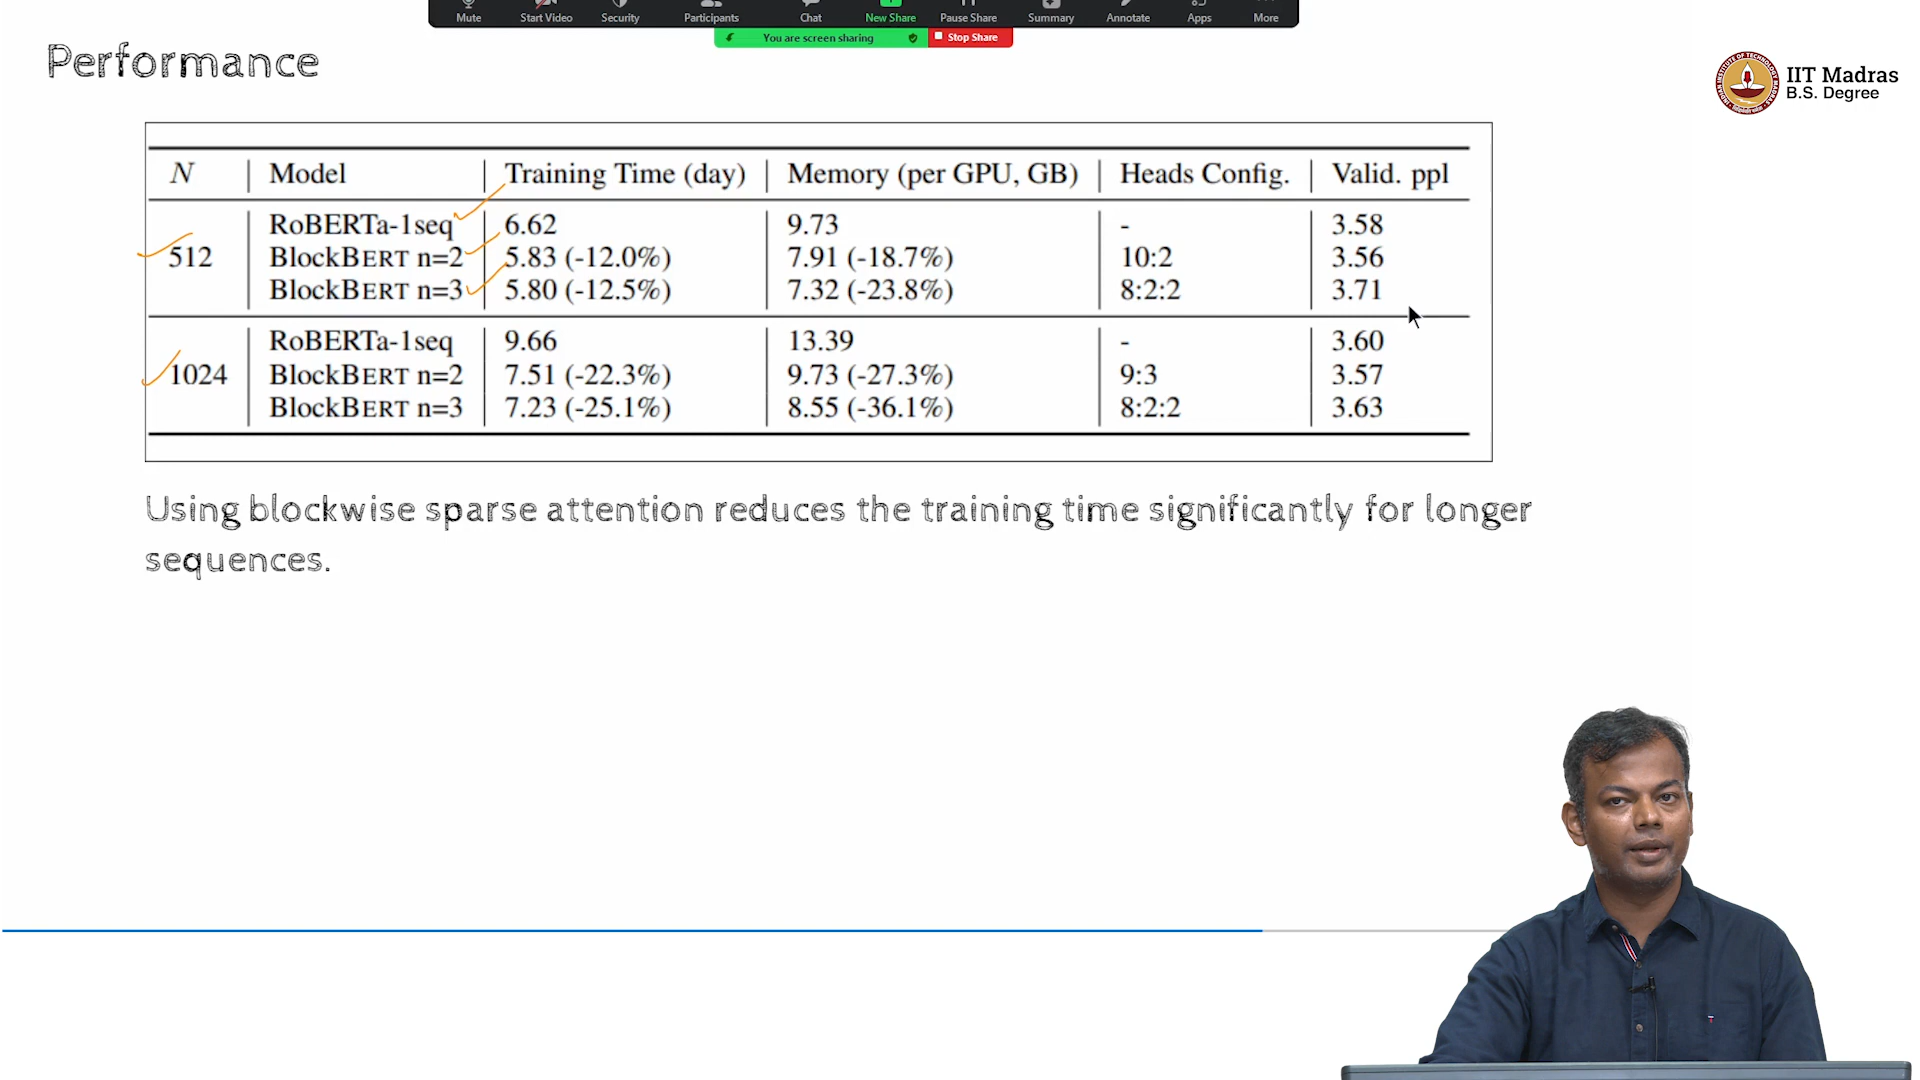 Mute Start Video Security Participants Chat New Share Pause Share Summary Annotate Apps More
You are screen sharing Stop Share
Performance
IIT Madras
B.S. Degree
N Model Training Time (day) Memory (per GPU, GB) Heads Config. Valid. ppl
RoBERTa-1seq 6.62 9.73 - 3.58
512 BlockBERT n=2 5.83 (-12.0%) 7.91 (-18.7%) 10:2 3.56
BlockBERT n=3 5.80 (-12.5%) 7.32 (-23.8%) 8:2:2 3.71
RoBERTa-1seq 9.66 13.39 - 3.60
1024 BlockBERT n=2 7.51 (-22.3%) 9.73 (-27.3%) 9:3 3.57
BlockBERT n=3 7.23 (-25.1%) 8.55 (-36.1%) 8:2:2 3.63
Using blockwise sparse attention reduces the training time significantly for longer
sequences.